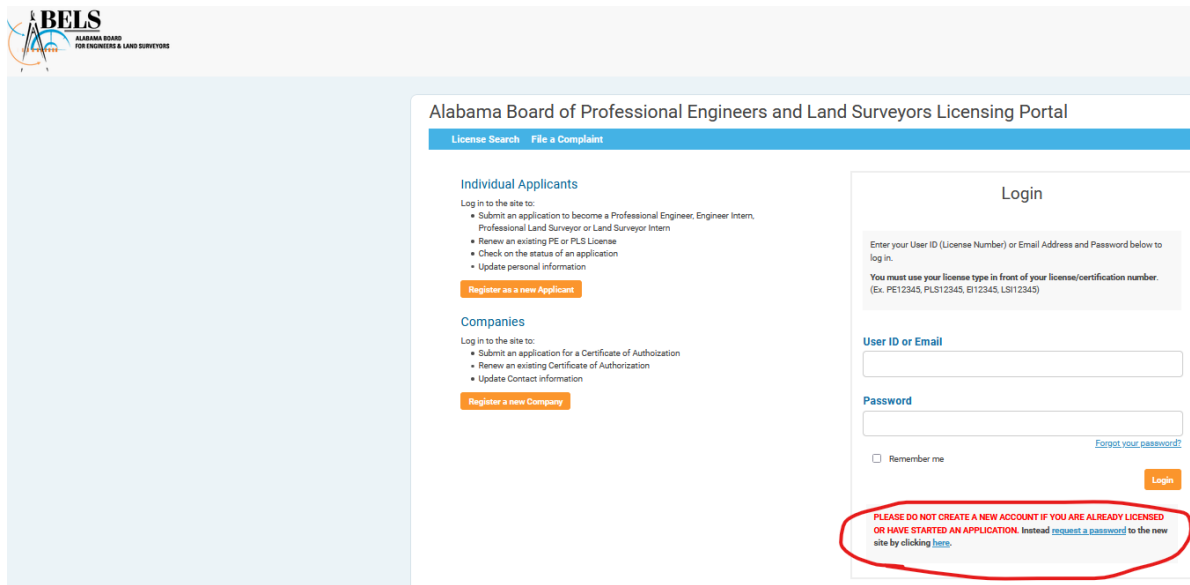 BELS
ALABAMA BOARD
FOR ENGINEERS & LAND SURVEYORS
Alabama Board of Professional Engineers and Land Surveyors Licensing Portal
License Search File a Complaint
Individual Applicants
Log in to the site to:
Submit an application to become a Professional Engineer, Engineer Intern,
Professional Land Surveyor or Land Surveyor Intern
Renew an existing PE or PLS License
Check on the status of an application
Update personal information
Register as a new Applicant
Companies
Log in to the site to:
Submit an application for a Certificate of Authoization
Renew an existing Certificate of Authorization
Update Contact information
Register a new Company
Login
Enter your User ID (License Number) or Email Address and Password below to
log in.
You must use your license type in front of your license/certification number.
(Ex. PE12345, PLS12345, EI12345, LSI12345)
User ID or Email
Password
Forgot your password?
Remember me
Login
PLEASE DO NOT CREATE A NEW ACCOUNT IF YOU ARE ALREADY LICENSED
OR HAVE STARTED AN APPLICATION. Instead request a password to the new
site by clicking here.